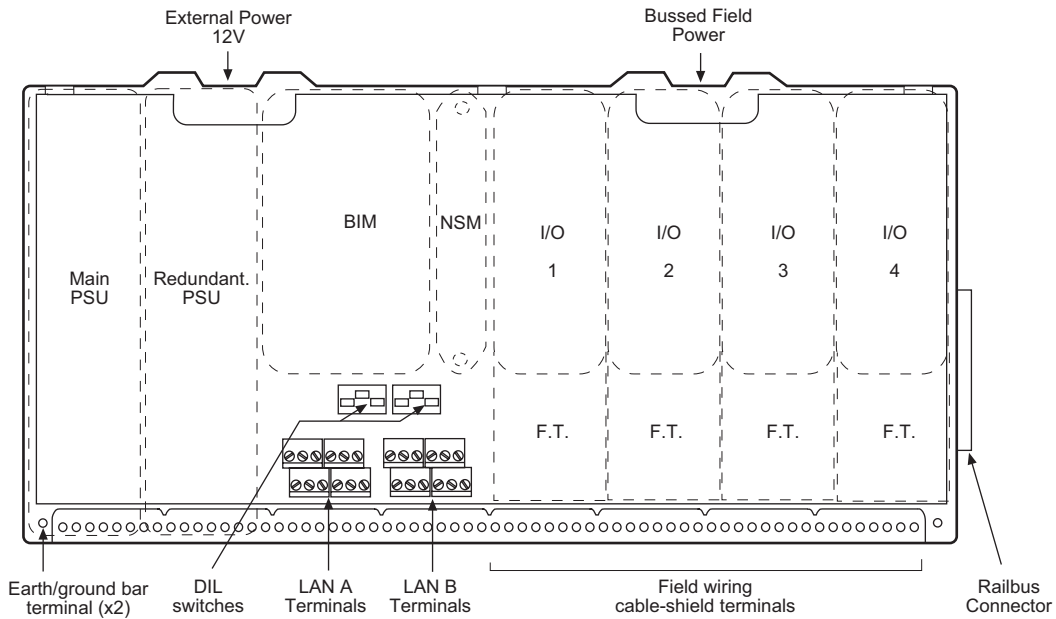 External Power
12V
Bussed Field
Power
BIM
NSM
I/O
1
I/O
2
I/O
3
I/O
4
Main
PSU
Redundant.
PSU
F.T.
F.T.
F.T.
F.T.
Earth/ground bar
terminal (x2)
DIL
switches
LAN A
Terminals
LAN B
Terminals
Field wiring
cable-shield terminals
Railbus
Connector